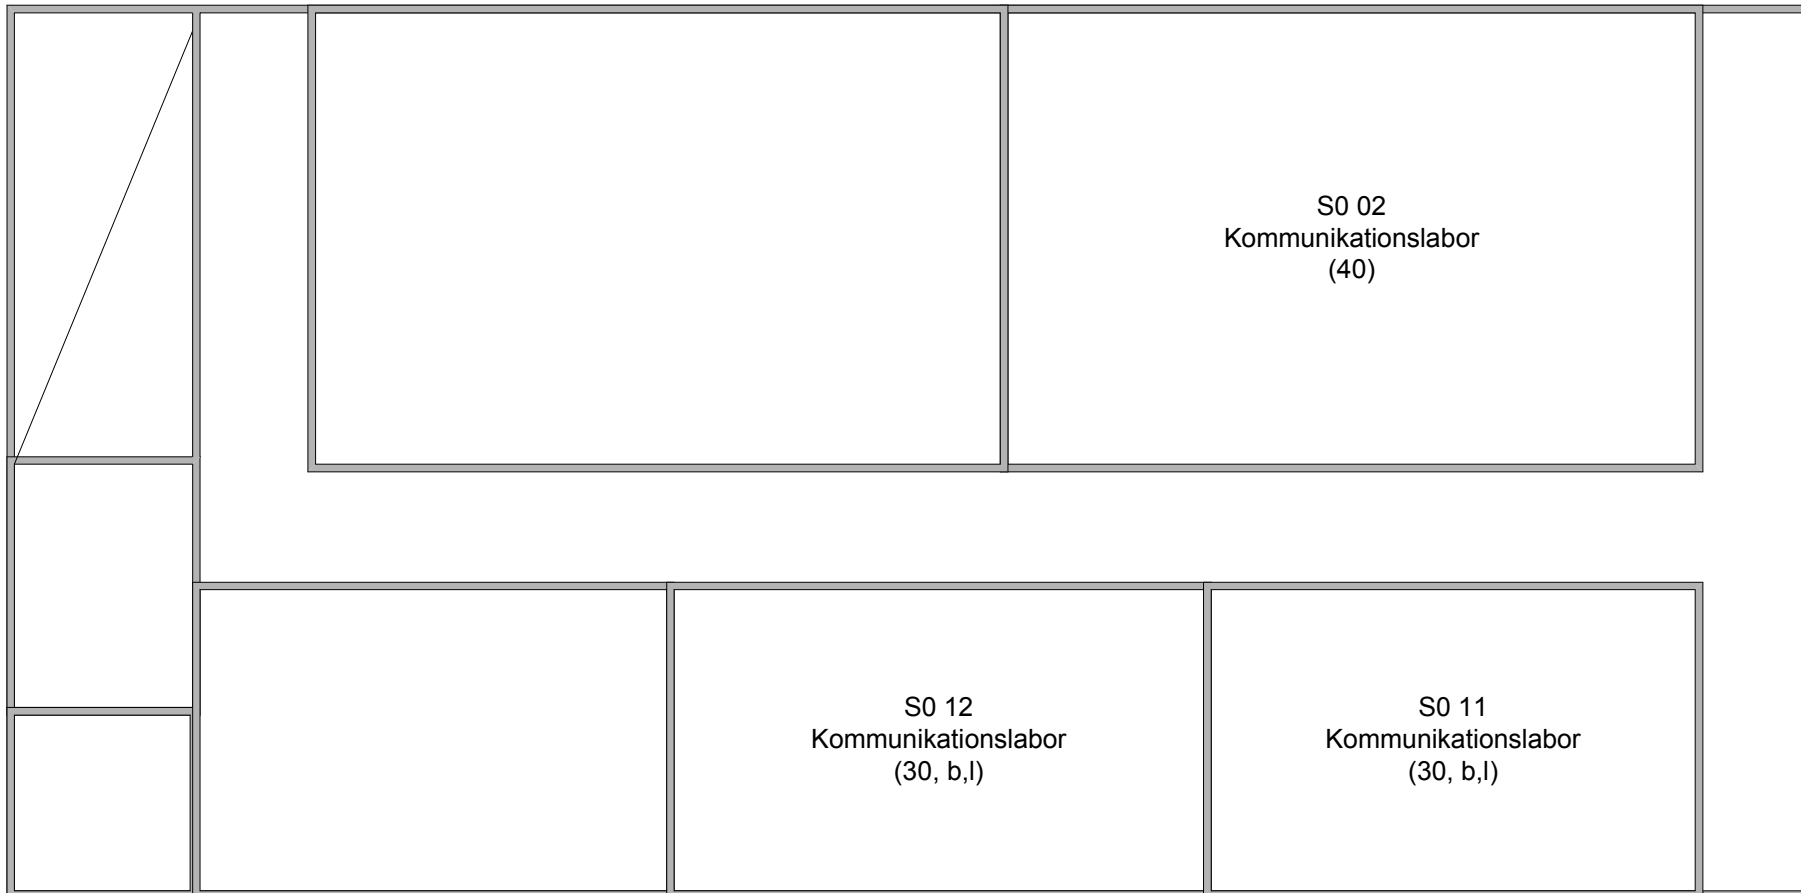 S0 02
Kommunikationslabor
(40)
S0 12
Kommunikationslabor
(30, b,l)
S0 11
Kommunikationslabor
(30, b,l)